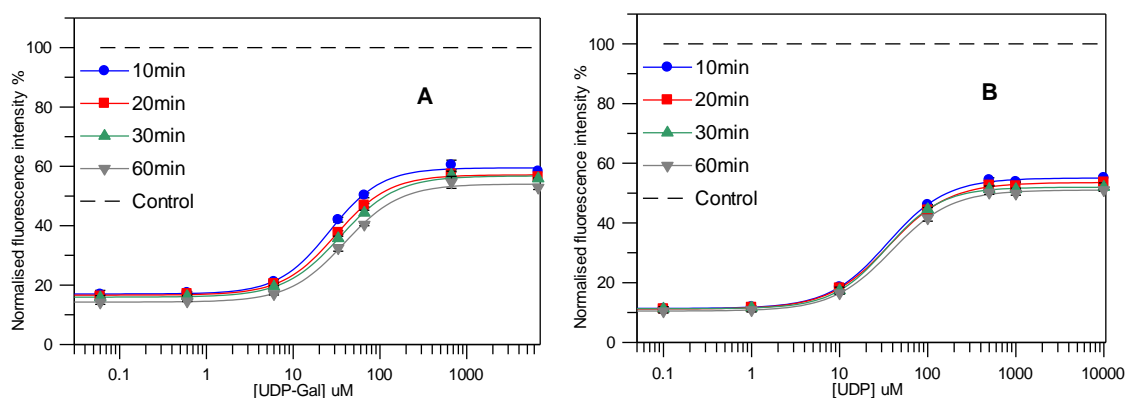 100
80
60
40
20
0
Normalised fluorescence intensity %
10min
20min
30min
60min
Control
A
0.1 1 10 100 1000
[UDP-Gal] uM
100
80
60
40
20
0
Normalised fluorescence intensity %
10min
20min
30min
60min
Control
B
0.1 1 10 100 1000 10000
[UDP] uM